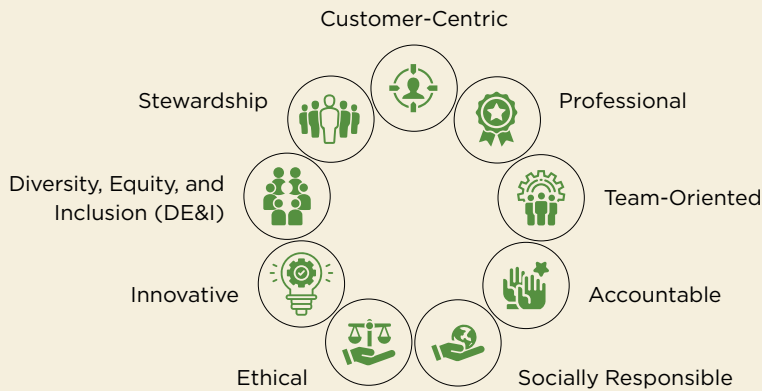 Customer-Centric
Stewardship
Professional
Diversity, Equity, and
Inclusion (DE&I)
Team-Oriented
Innovative
Accountable
Ethical
Socially Responsible